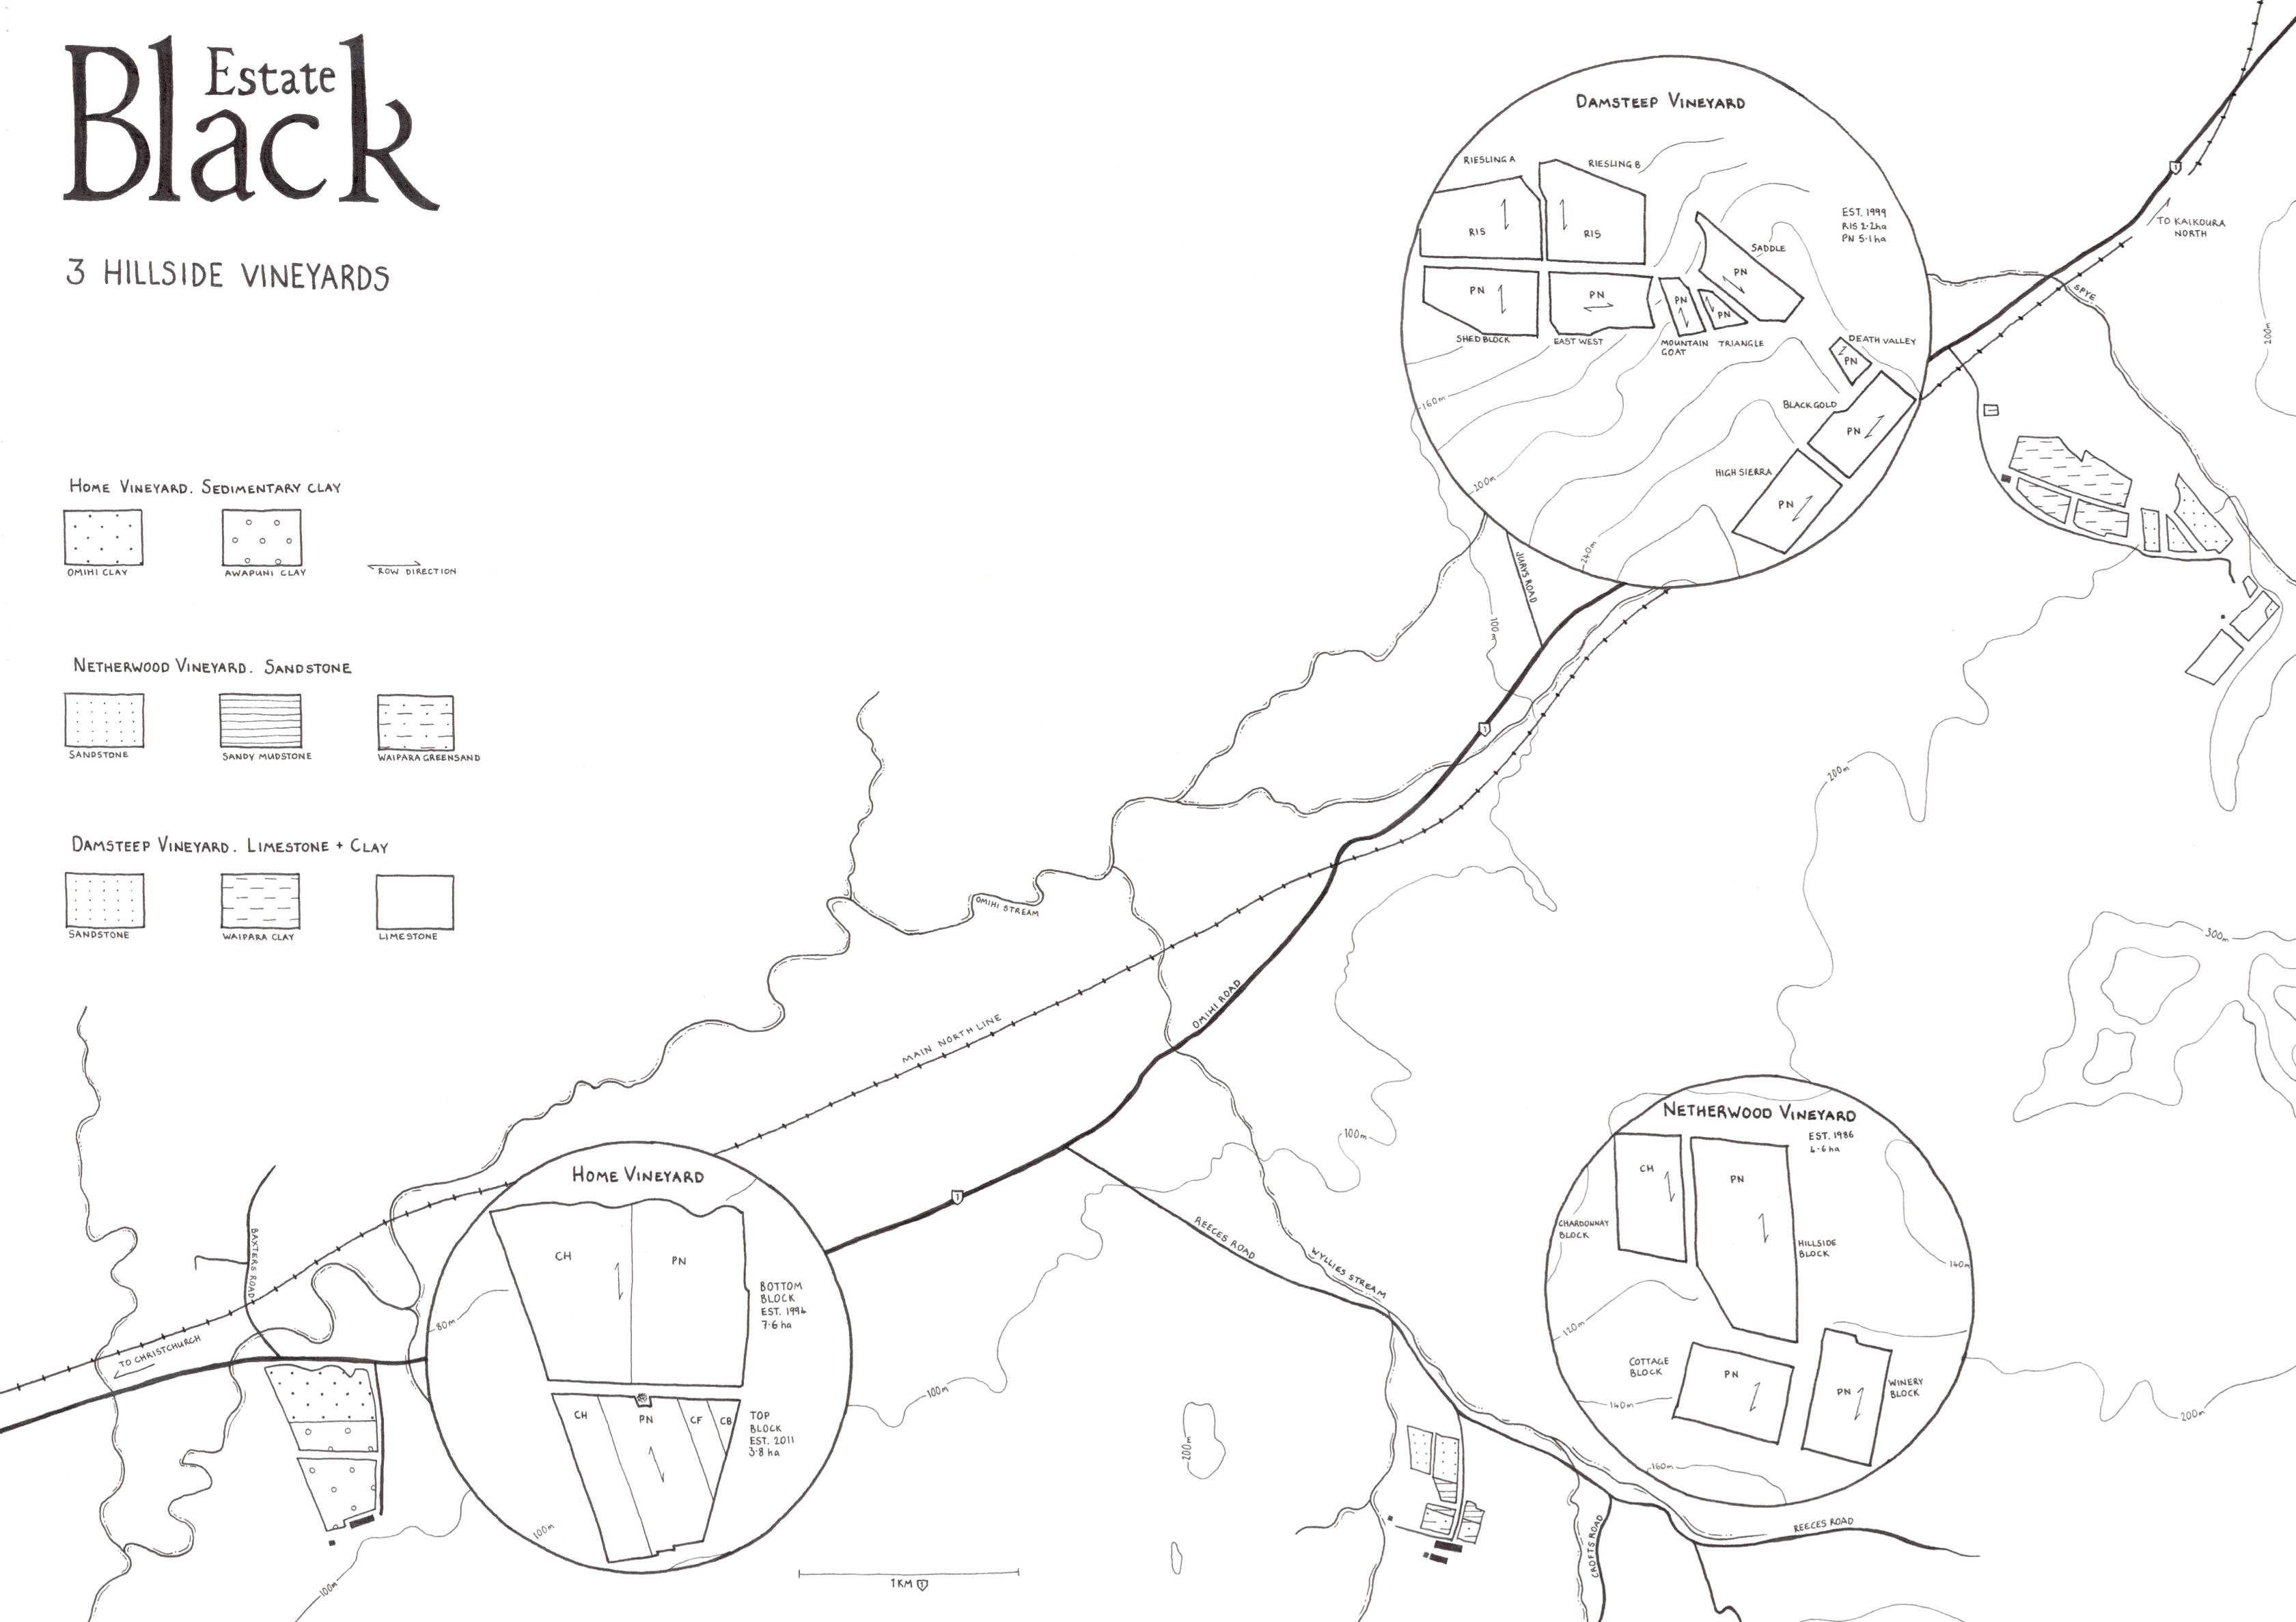 Black
Estate
3 HILLSIDE VINEYARDS
HOME VINEYARD. SEDIMENTARY CLAY
OMIHI CLAY
AWAPUNI CLAY
ROW DIRECTION
NETHERWOOD VINEYARD. SANDSTONE
SANDSTONE
SANDY MUDSTONE
WAIPARA GREENSAND
DAMSTEEP VINEYARD. LIMESTONE + CLAY
SANDSTONE
WAIPARA CLAY
LIMESTONE
DAMSTEEP VINEYARD
RIESLING A
RIESLING B
RIS
RIS
EST. 1999
RIS 2·2ha
PN 5·1ha
SADDLE
PN
PN
PN
PN
PN
SHED BLOCK
EAST WEST
MOUNTAIN
GOAT
TRIANGLE
DEATH VALLEY
PN
BLACK GOLD
PN
HIGH SIERRA
PN
160m
200m
240m
1
TO KAIKOURA
NORTH
SPYE
200m
JURYS ROAD
100m
1
200m
300m
OMIHI STREAM
OMIHI ROAD
MAIN NORTH LINE
100m
1
REECES ROAD
WYLLIES STREAM
BAXTERS ROAD
TO CHRISTCHURCH
HOME VINEYARD
CH
PN
BOTTOM
BLOCK
EST. 1994
7·6 ha
80m
CH
PN
CF
CB
TOP
BLOCK
EST. 2011
3·8 ha
100m
100m
100m
200m
1KM 1
NETHERWOOD VINEYARD
EST. 1986
4·6 ha
CH
PN
CHARDONNAY
BLOCK
HILLSIDE
BLOCK
140m
120m
COTTAGE
BLOCK
PN
PN
WINERY
BLOCK
140m
160m
200m
REECES ROAD
CROFTS ROAD